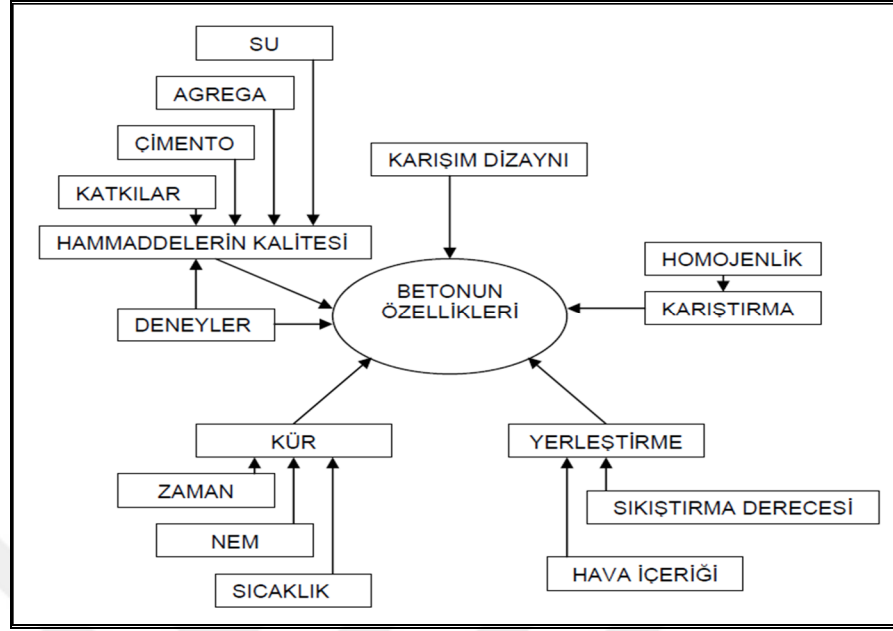 SU
AGREGA
ÇİMENTO
KATKILAR
HAMMADDELERİN KALİTESİ
DENEYLER
KARIŞIM DİZAYNI
BETONUN
ÖZELLİKLERİ
HOMOJENLİK
KARIŞTIRMA
KÜR
ZAMAN
NEM
SICAKLIK
YERLEŞTİRME
SIKIŞTIRMA DERECESİ
HAVA İÇERİĞİ